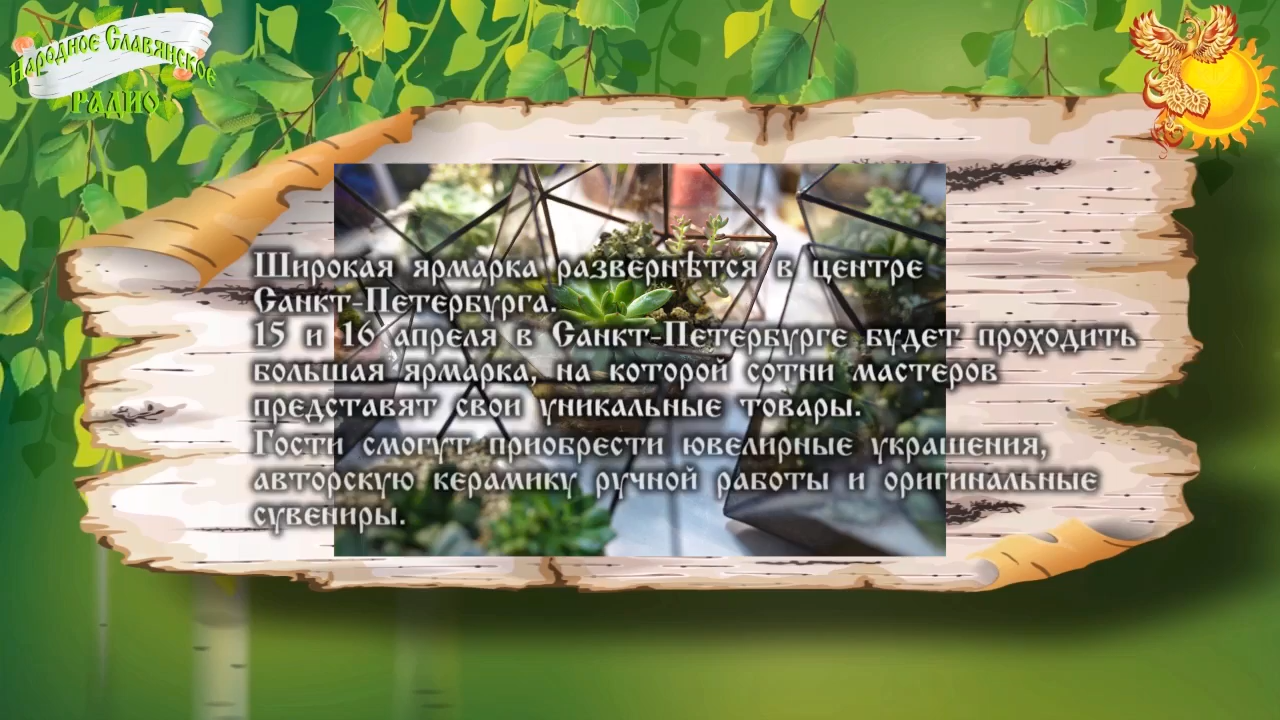 Народное Славянское
РАДИО
Широкая ярмарка развернѣтся в центре
Санкт-Петербурга.
15 и 16 апреля в Санкт-Петербурге будет проходить
большая ярмарка, на которой сотни мастеров
представят свои уникальные товары.
Гости смогут приобрести ювелирные украшения,
авторскую керамику ручной работы и оригинальные
сувениры.